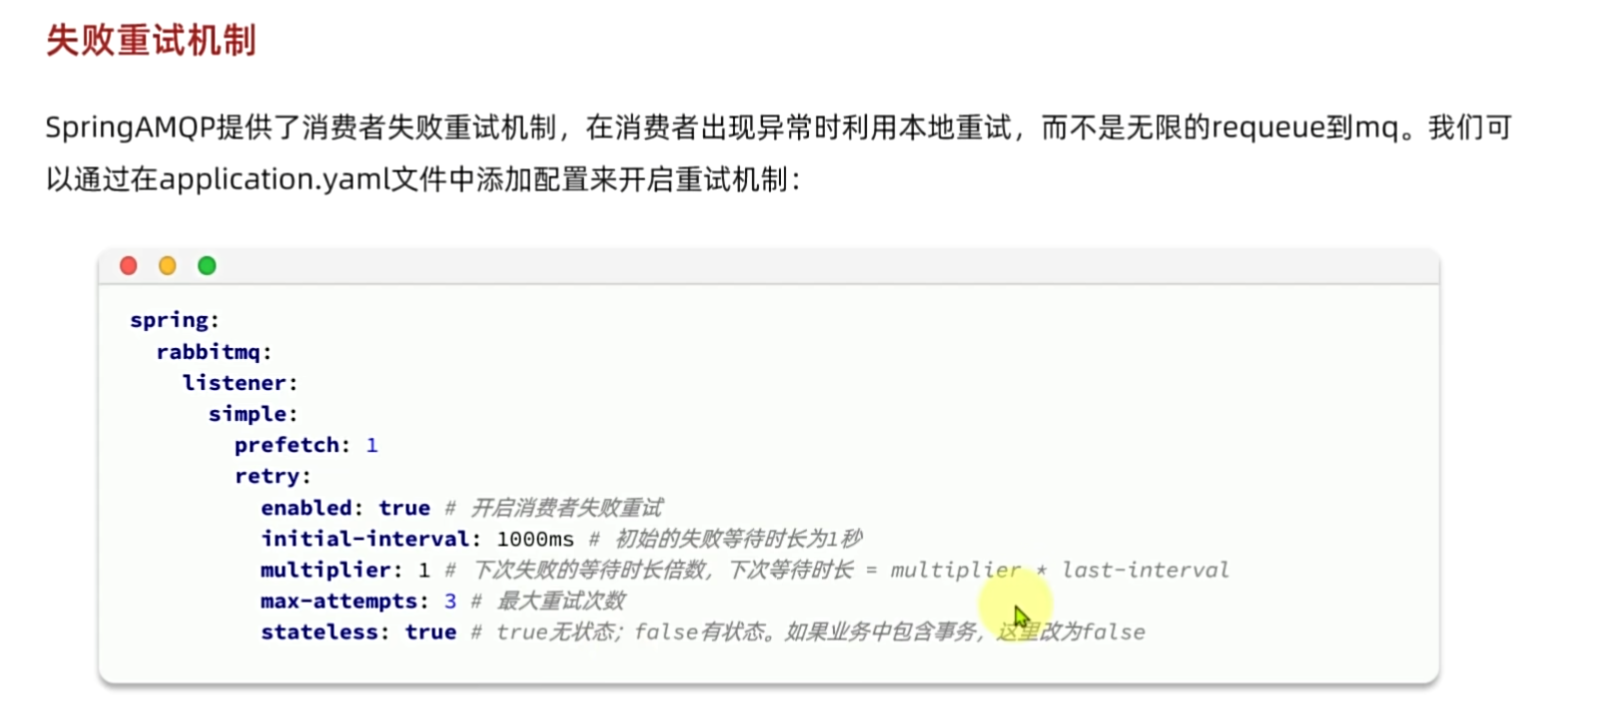 失败重试机制
SpringAMQP提供了消费者失败重试机制，在消费者出现异常时利用本地重试，而不是无限的requeue到mq。我们可
以通过在application.yaml文件中添加配置来开启重试机制：
spring:
  rabbitmq:
    listener:
      simple:
        prefetch: 1
        retry:
          enabled: true # 开启消费者失败重试
          initial-interval: 1000ms # 初始的失败等待时长为1秒
          multiplier: 1 # 下次失败的等待时长倍数，下次等待时长 = multiplier * last-interval
          max-attempts: 3 # 最大重试次数
          stateless: true # true无状态；false有状态。如果业务中包含事务，这里改为false